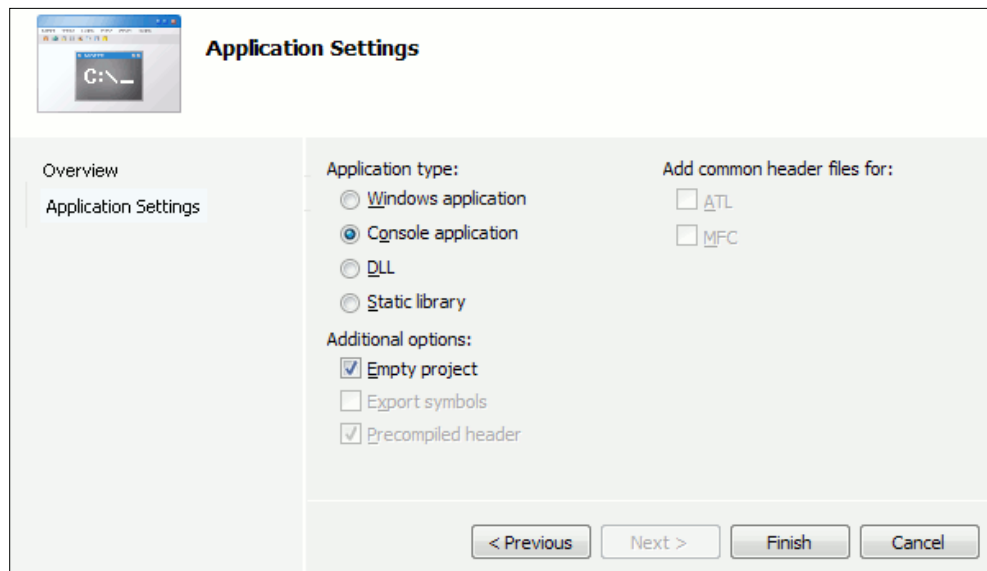 Application Settings
C:\_
Overview
Application Settings
Application type:
Windows application
Console application
DLL
Static library
Additional options:
Empty project
Export symbols
Precompiled header
Add common header files for:
ATL
MFC
< Previous
Next >
Finish
Cancel